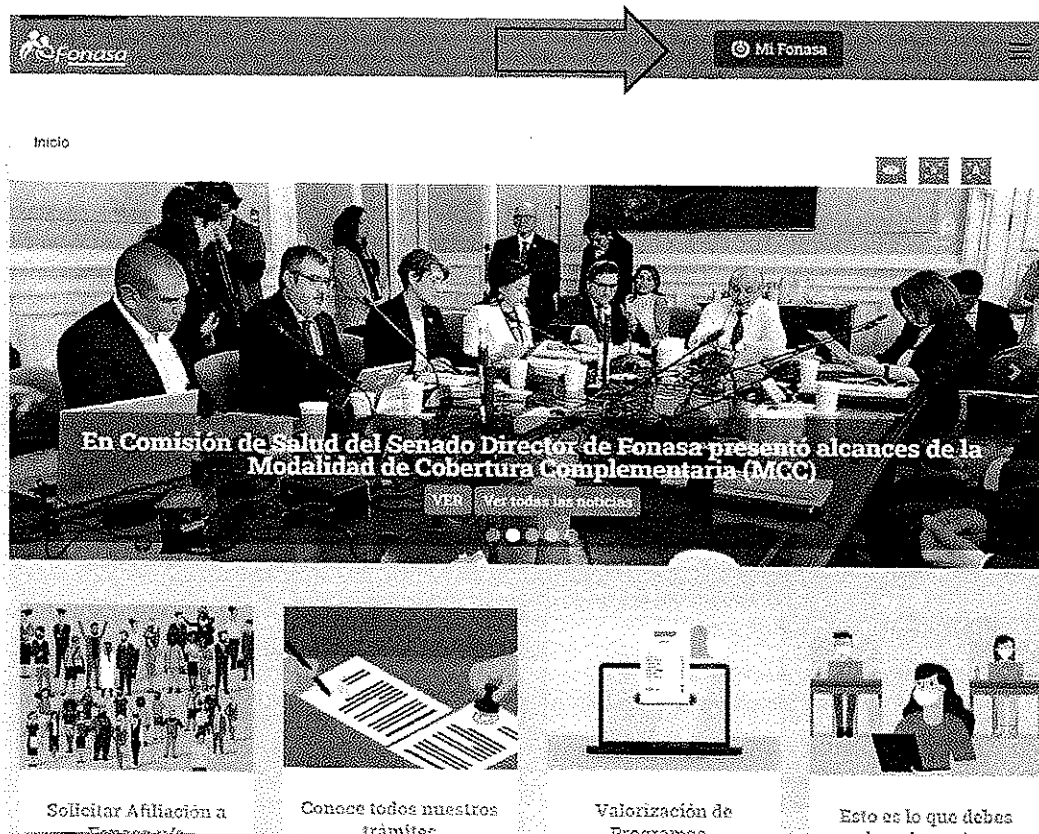 Fonasa
Mi Fonasa
Inicio
En Comisión de Salud del Senado Director de Fonasa presentó alcances de la
Modalidad de Cobertura Complementaria (MCC)
VER Ver todas las noticias
Solicitar Afiliación a
Conoce todos nuestros
trámites
Valorización de
Programas
Esto es lo que debes